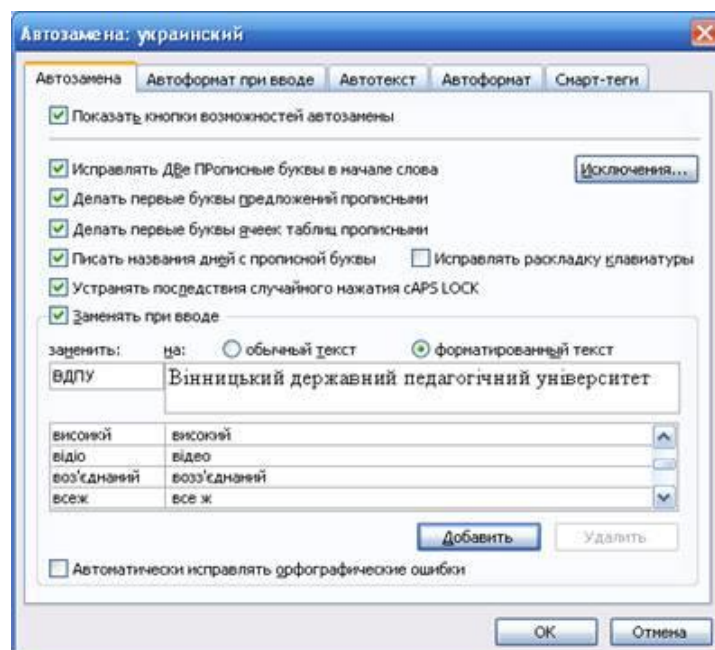 Автозамена: украинский
Автозамена Автоформат при вводе Автотекст Автоформат Смарт-теги
Показать кнопки возможностей автозамены
Исправлять ДВе ПРописные буквы в начале слова Исключения...
Делать первые буквы предложений прописными
Делать первые буквы ячеек таблиц прописными
Писать названия дней с прописной буквы Исправлять раскладку клавиатуры
Устранять последствия случайного нажатия cAPS LOCK
Заменять при вводе
заменить: на: обычный текст форматированный текст
ВДПУ Вінницький державний педагогічний університет
висоикй високий
відіо відео
воз'єднаний возз'єднаний
всеж все ж
Добавить Удалить
Автоматически исправлять орфографические ошибки
ОК Отмена